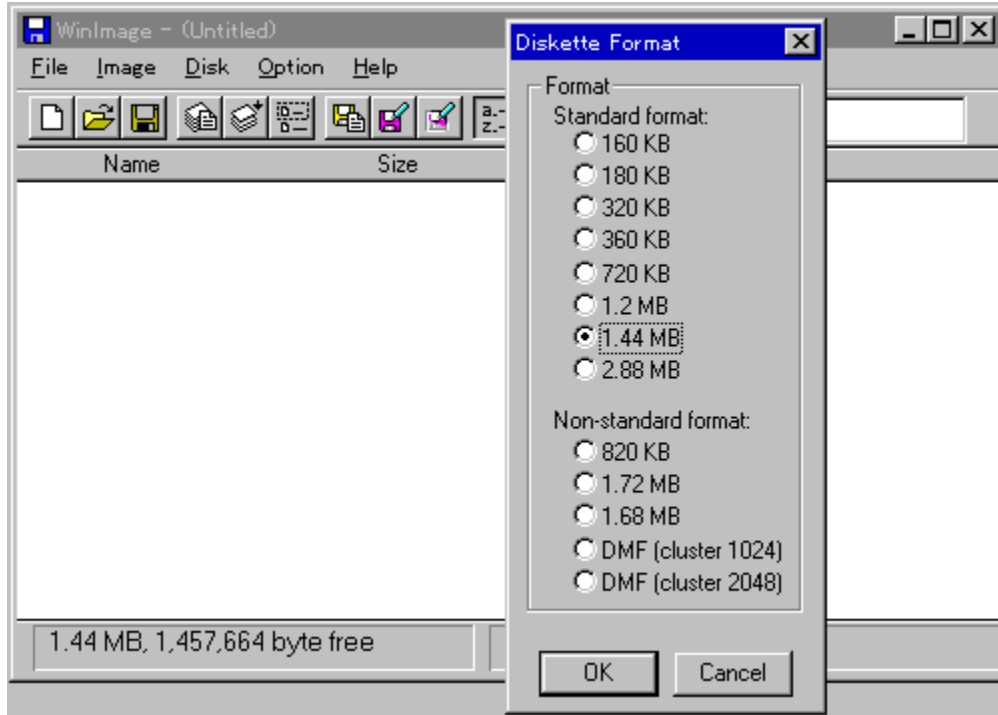 WinImage - (Untitled)
File Image Disk Option Help
a..
z..
Name Size
1.44 MB, 1,457,664 byte free
Diskette Format
Format
Standard format:
160 KB
180 KB
320 KB
360 KB
720 KB
1.2 MB
1.44 MB
2.88 MB
Non-standard format:
820 KB
1.72 MB
1.68 MB
DMF (cluster 1024)
DMF (cluster 2048)
OK Cancel